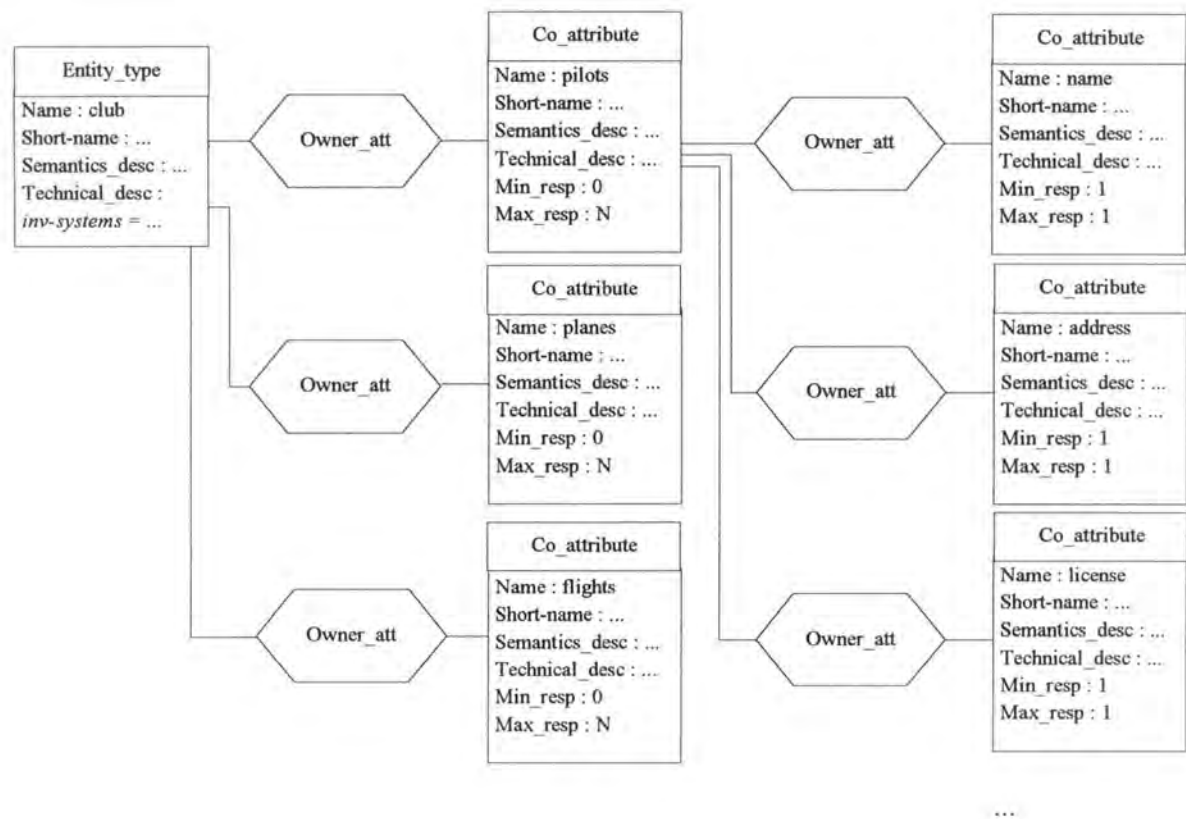 Entity_type
Name : club
Short-name : ...
Semantics_desc : ...
Technical_desc :
inv-systems = ...
Owner_att
Co_attribute
Name : pilots
Short-name : ...
Semantics_desc : ...
Technical_desc : ...
Min_resp : 0
Max_resp : N
Owner_att
Co_attribute
Name : name
Short-name : ...
Semantics_desc : ...
Technical_desc : ...
Min_resp : 1
Max_resp : 1
Owner_att
Co_attribute
Name : planes
Short-name : ...
Semantics_desc : ...
Technical_desc : ...
Min_resp : 0
Max_resp : N
Owner_att
Co_attribute
Name : address
Short-name : ...
Semantics_desc : ...
Technical_desc : ...
Min_resp : 1
Max_resp : 1
Owner_att
Co_attribute
Name : flights
Short-name : ...
Semantics_desc : ...
Technical_desc : ...
Min_resp : 0
Max_resp : N
Owner_att
Co_attribute
Name : license
Short-name : ...
Semantics_desc : ...
Technical_desc : ...
Min_resp : 1
Max_resp : 1
...